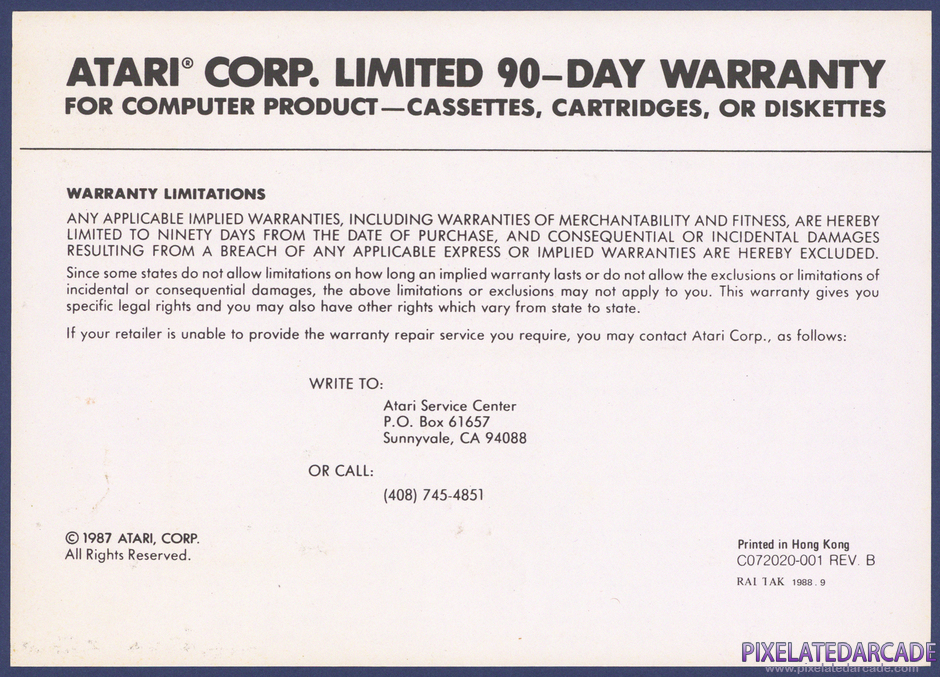 ATARI® CORP. LIMITED 90–DAY WARRANTY
FOR COMPUTER PRODUCT—CASSETTES, CARTRIDGES, OR DISKETTES
WARRANTY LIMITATIONS
ANY APPLICABLE IMPLIED WARRANTIES, INCLUDING WARRANTIES OF MERCHANTABILITY AND FITNESS, ARE HEREBY
LIMITED TO NINETY DAYS FROM THE DATE OF PURCHASE, AND CONSEQUENTIAL OR INCIDENTAL DAMAGES
RESULTING FROM A BREACH OF ANY APPLICABLE EXPRESS OR IMPLIED WARRANTIES ARE HEREBY EXCLUDED.
Since some states do not allow limitations on how long an implied warranty lasts or do not allow the exclusions or limitations of
incidental or consequential damages, the above limitations or exclusions may not apply to you. This warranty gives you
specific legal rights and you may also have other rights which vary from state to state.
If your retailer is unable to provide the warranty repair service you require, you may contact Atari Corp., as follows:
WRITE TO:
Atari Service Center
P.O. Box 61657
Sunnyvale, CA 94088
OR CALL:
(408) 745-4851
© 1987 ATARI, CORP.
All Rights Reserved.
Printed in Hong Kong
C072020-001 REV. B
RAI TAK 1988.9
PIXELATEDARCADE
www.pixelatedarcade.com